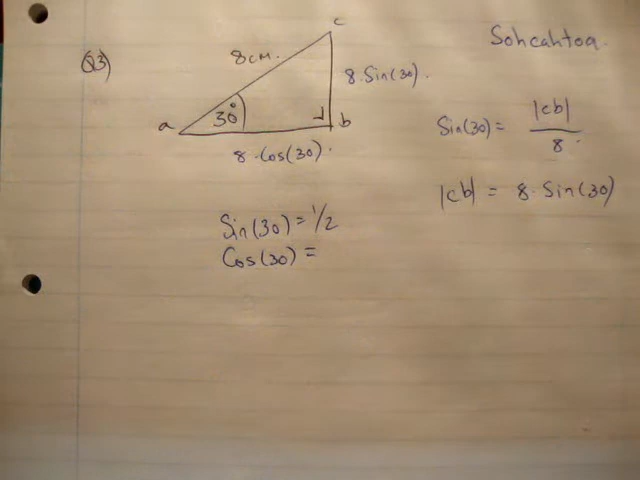 Q3)
Sohcahtoa.
c
8cm.
8.Sin(30).
30°
a
b
8.Cos(30).
Sin(30) = |cb| / 8.
|cb| = 8.Sin(30)
Sin(30) = 1/2
Cos(30) =